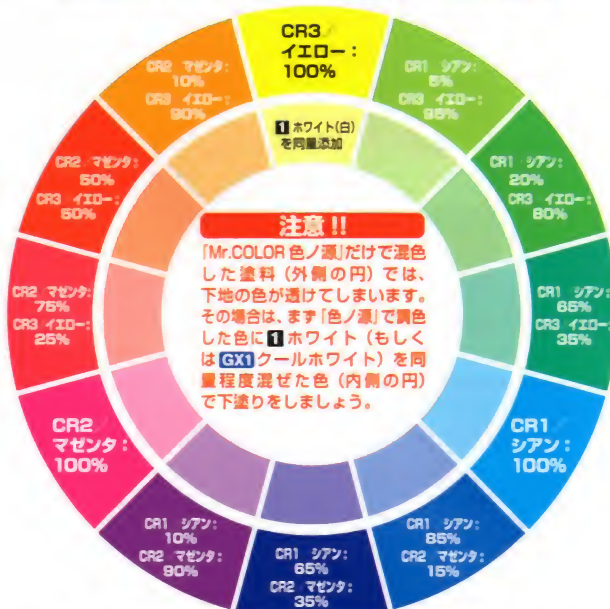 CR3
イエロー：
100%
CR1 シアン：
5%
CR3 イエロー：
95%
CR1 シアン：
20%
CR3 イエロー：
80%
CR1 シアン：
65%
CR3 イエロー：
35%
CR1
シアン：
100%
CR1 シアン：
85%
CR2 マゼンタ：
15%
CR1 シアン：
65%
CR2 マゼンタ：
35%
CR1 シアン：
10%
CR2 マゼンタ：
90%
CR2
マゼンタ：
100%
CR2 マゼンタ：
75%
CR3 イエロー：
25%
CR2 マゼンタ：
50%
CR3 イエロー：
50%
CR2 マゼンタ：
10%
CR3 イエロー：
90%
1 ホワイト(白)
を同量添加
注意!!
「Mr.COLOR 色ノ源」だけで混色
した塗料（外側の円）では、
下地の色が透けてしまいます。
その場合は、まず「色ノ源」で調色
した色に1ホワイト（もしく
はGX1クールホワイト）を同
量程度混ぜた色（内側の円）
で下塗りをしましょう。